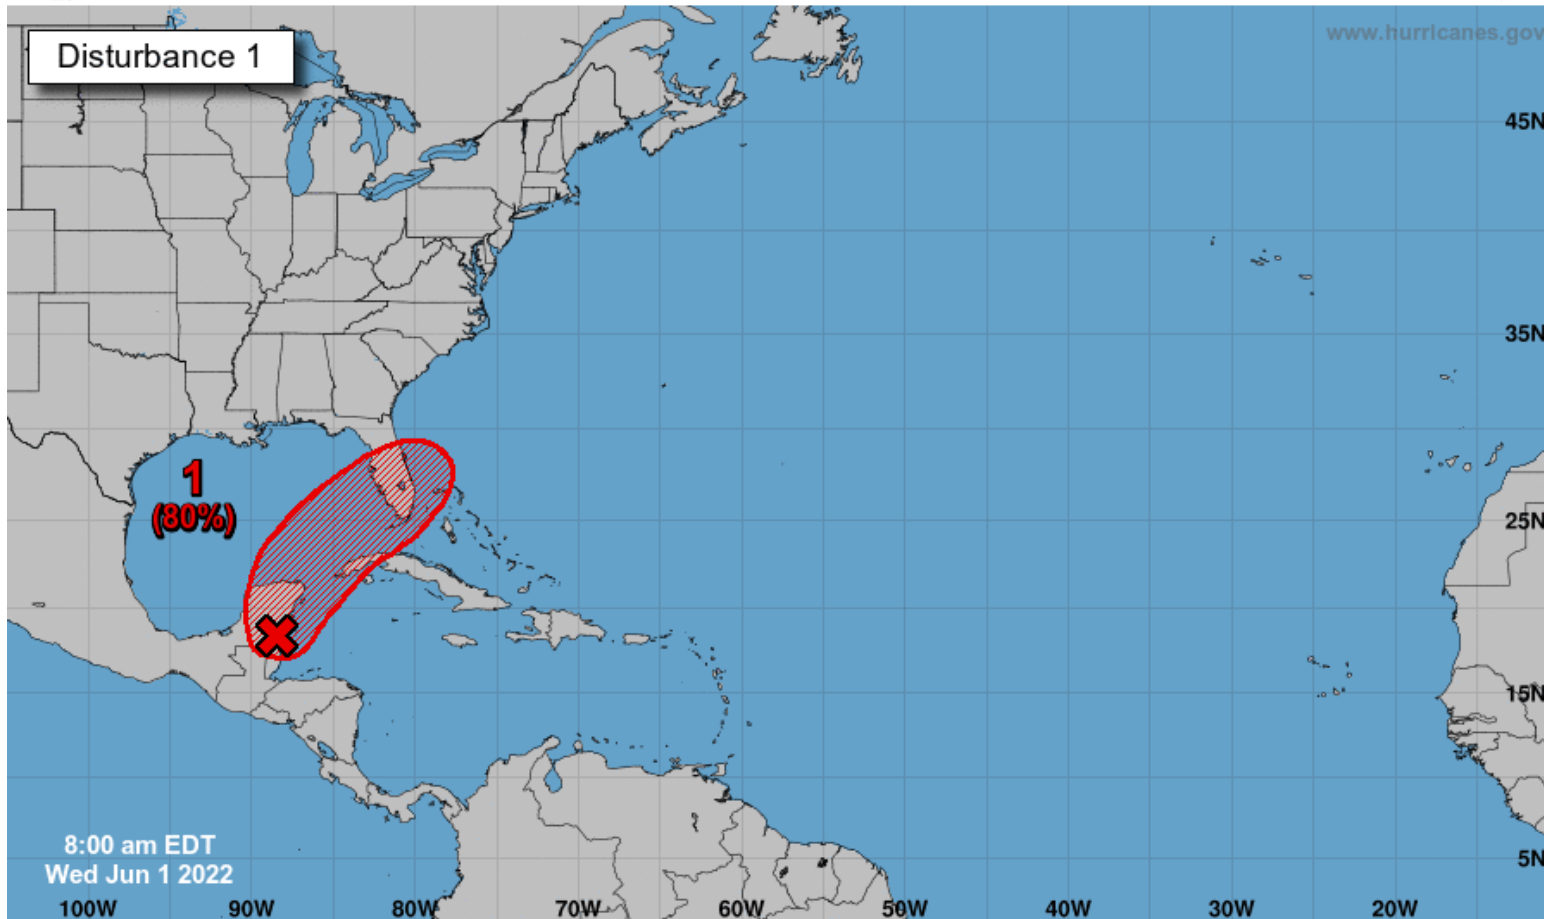 Disturbance 1
www.hurricanes.gov
45N
35N
1
(80%)
25N
15N
8:00 am EDT
Wed Jun 1 2022
5N
100W 90W 80W 70W 60W 50W 40W 30W 20W